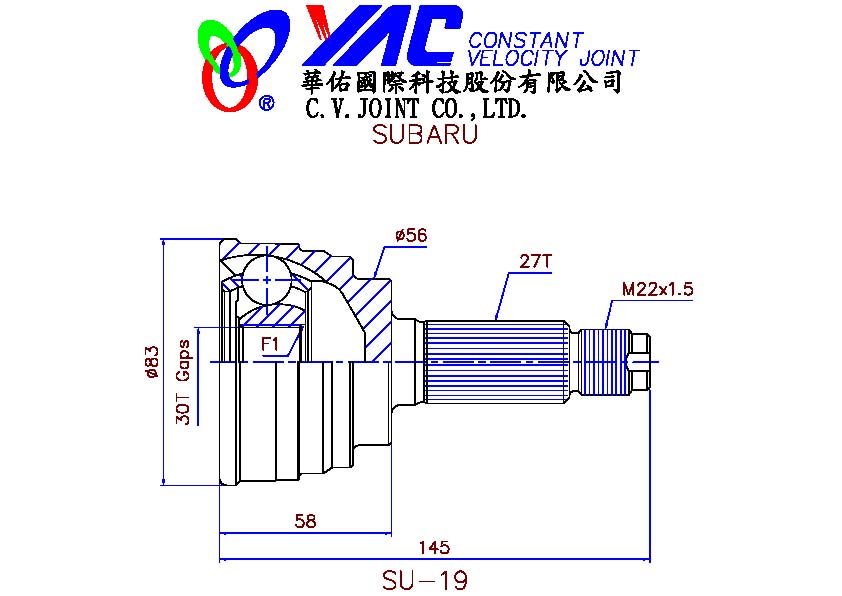 YAC CONSTANT
VELOCITY JOINT
®
華佑國際科技股份有限公司
C.V.JOINT CO.,LTD.
SUBARU
ø56
27T
M22x1.5
F1
ø83
30T Gaps
58
145
SU-19